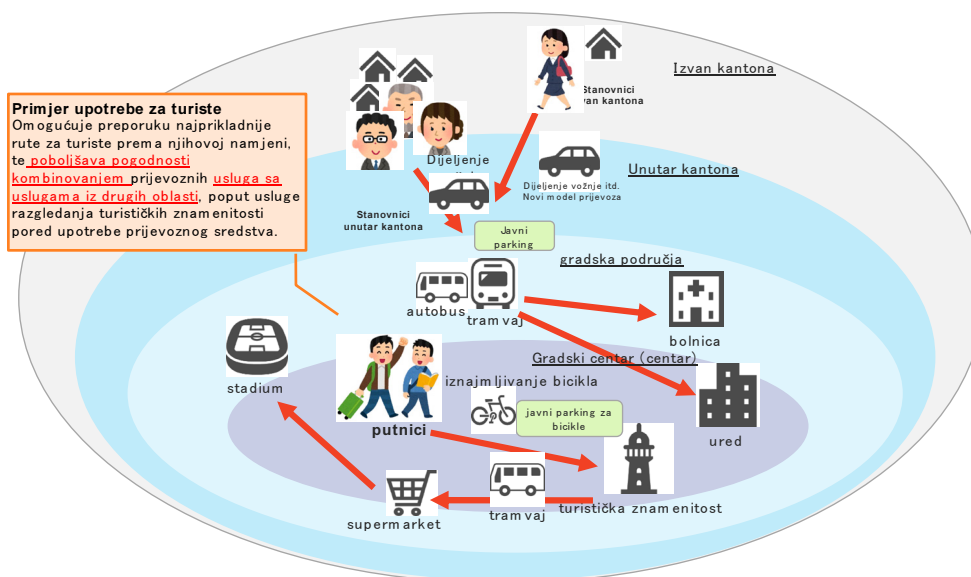 Izvan kantona
Stanovnici
van kantona
Primjer upotrebe za turiste
Omogućuje preporuku najprikladnije
rute za turiste prema njihovoj namjeni,
te poboljšava pogodnosti
kombinovanjem prijevoznih usluga sa
uslugama iz drugih oblasti, poput usluge
razgledanja turističkih znamenitosti
pored upotrebe prijevoznog sredstva.
Dijeljenje
Unutar kantona
Dijeljenje vožnje itd.
Novi model prijevoza
Stanovnici
unutar kantona
Javni
parking
gradska područja
autobus
tramvaj
bolnica
Gradski centar (centar)
stadium
iznajmljivanje bicikla
javni parking za
bicikle
putnici
ured
turistička znamenitost
tramvaj
supermarket